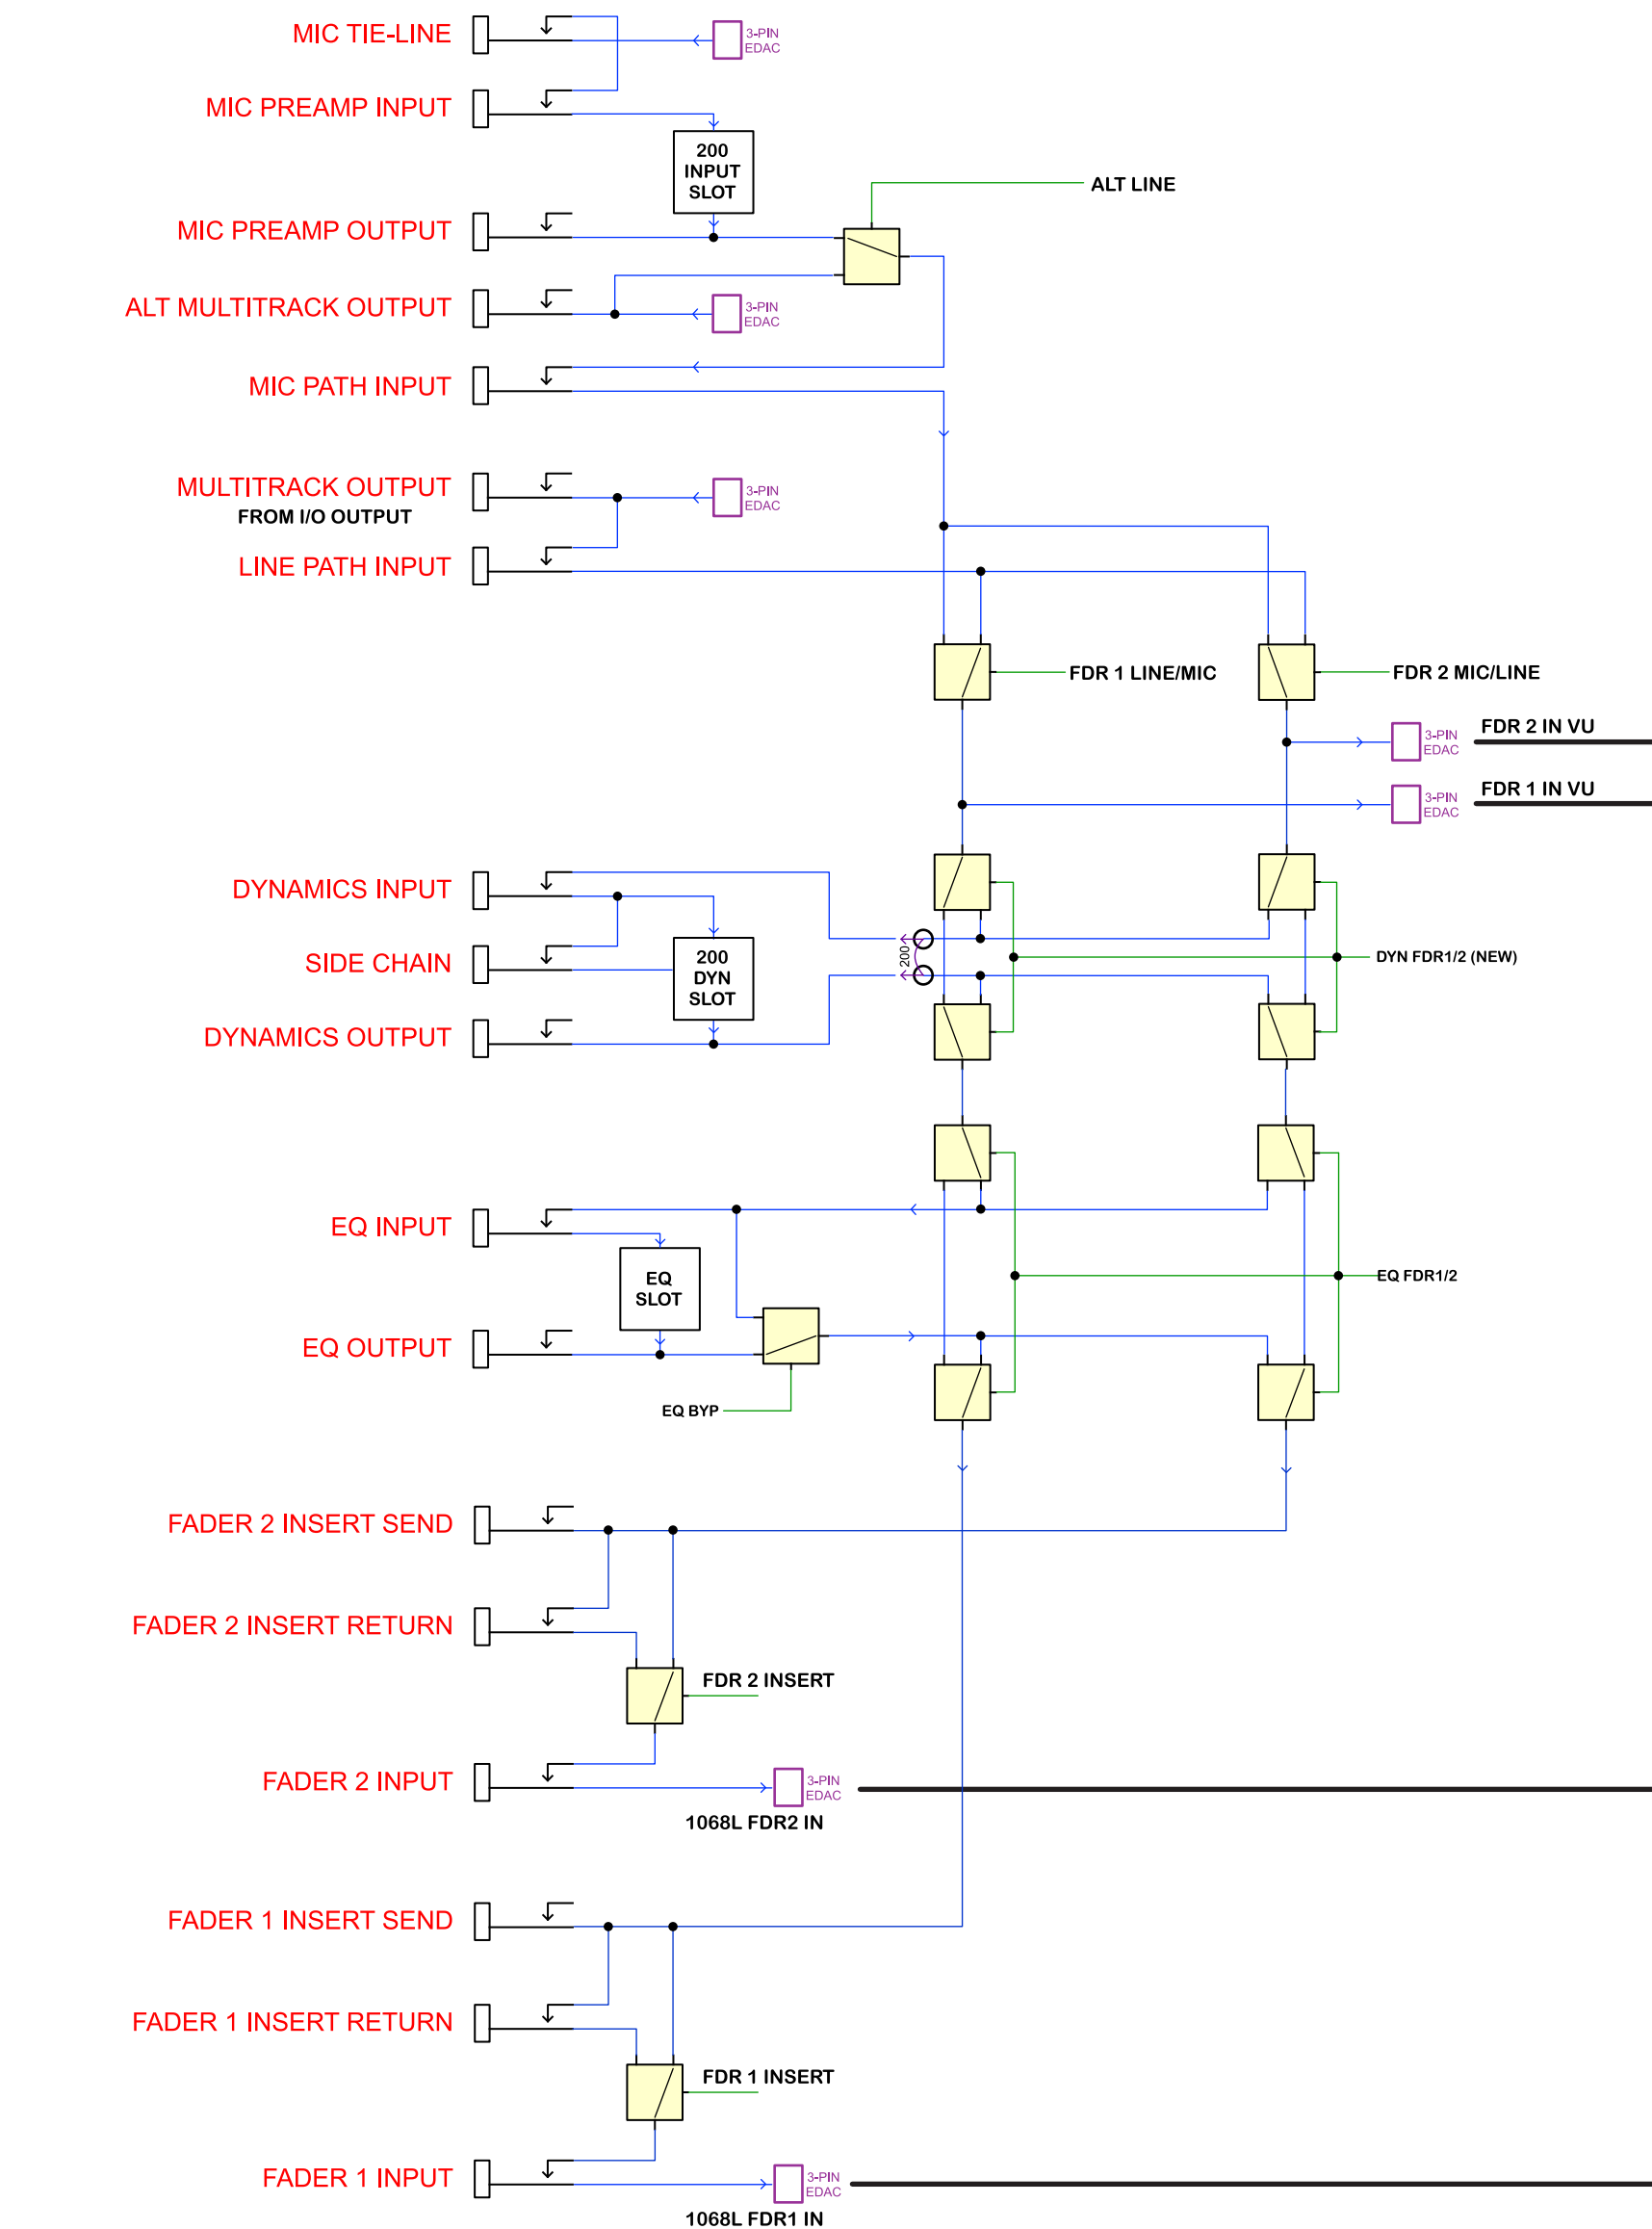 MIC TIE-LINE
3-PIN
EDAC
MIC PREAMP INPUT
200
INPUT
SLOT
ALT LINE
MIC PREAMP OUTPUT
ALT MULTITRACK OUTPUT
3-PIN
EDAC
MIC PATH INPUT
MULTITRACK OUTPUT
3-PIN
EDAC
FROM I/O OUTPUT
LINE PATH INPUT
FDR 1 LINE/MIC
FDR 2 MIC/LINE
FDR 2 IN VU
3-PIN
EDAC
FDR 1 IN VU
3-PIN
EDAC
DYNAMICS INPUT
SIDE CHAIN
200
DYN
SLOT
200
DYN FDR1/2 (NEW)
DYNAMICS OUTPUT
EQ INPUT
EQ
SLOT
EQ FDR1/2
EQ OUTPUT
EQ BYP
FADER 2 INSERT SEND
FADER 2 INSERT RETURN
FDR 2 INSERT
FADER 2 INPUT
3-PIN
EDAC
1068L FDR2 IN
FADER 1 INSERT SEND
FADER 1 INSERT RETURN
FDR 1 INSERT
FADER 1 INPUT
3-PIN
EDAC
1068L FDR1 IN